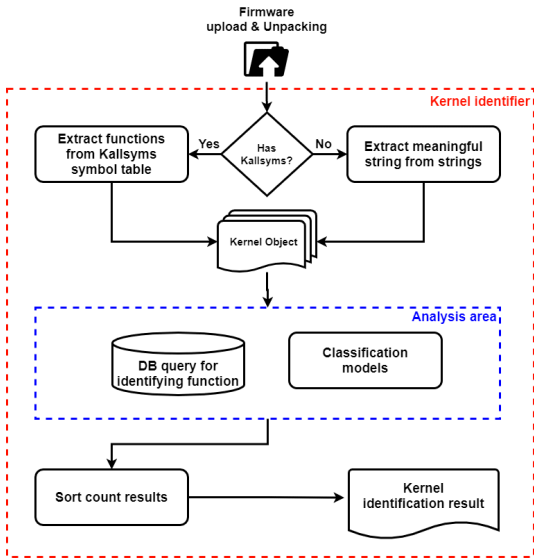 Firmware
upload & Unpacking
Kernel identifier
Extract functions
from Kallsyms
symbol table
Yes
Has
Kallsyms?
No
Extract meaningful
string from strings
Kernel Object
Analysis area
DB query for
identifying function
Classification
models
Sort count results
Kernel
identification result